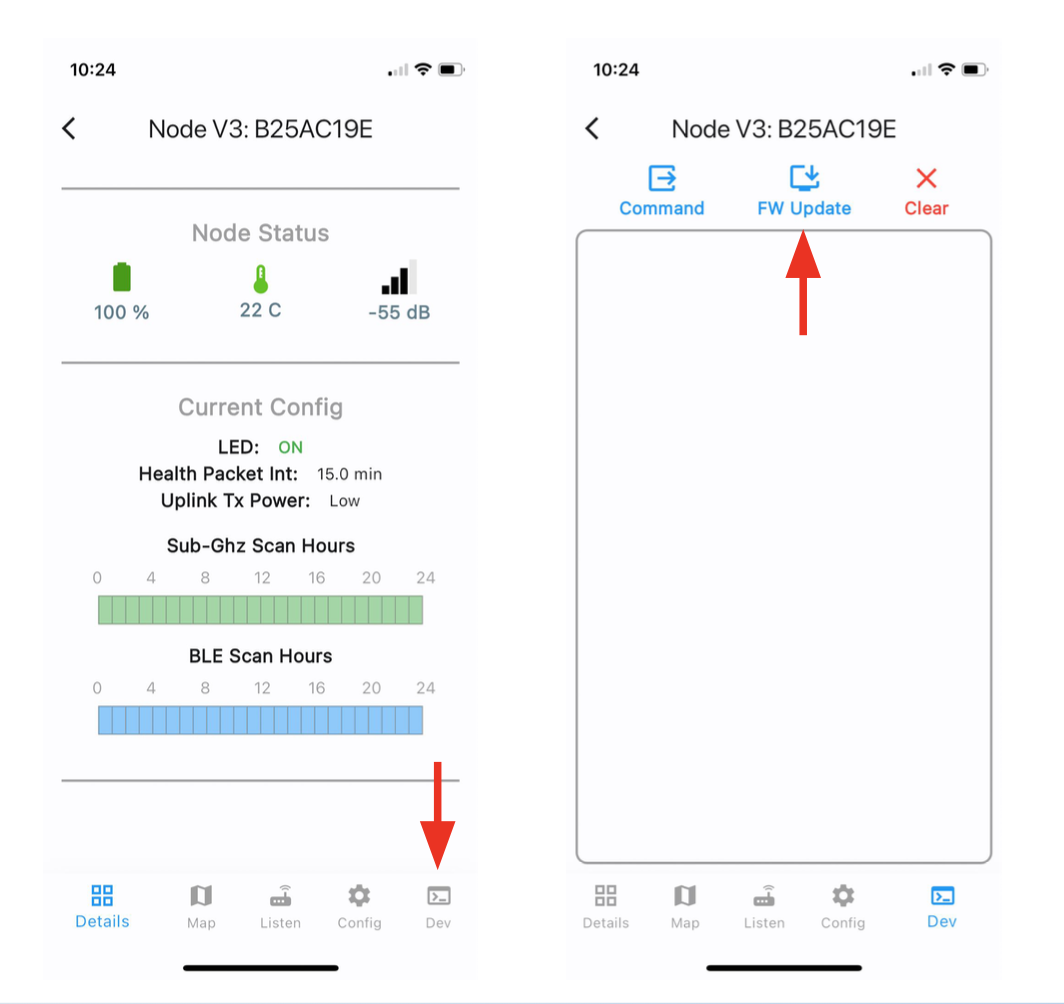 10:24
Node V3: B25AC19E
Node Status
100 %
22 C
-55 dB
Current Config
LED: ON
Health Packet Int: 15.0 min
Uplink Tx Power: Low
Sub-Ghz Scan Hours
0 4 8 12 16 20 24
BLE Scan Hours
0 4 8 12 16 20 24
Details
Map
Listen
Config
Dev
10:24
Node V3: B25AC19E
Command
FW Update
Clear
Details
Map
Listen
Config
Dev